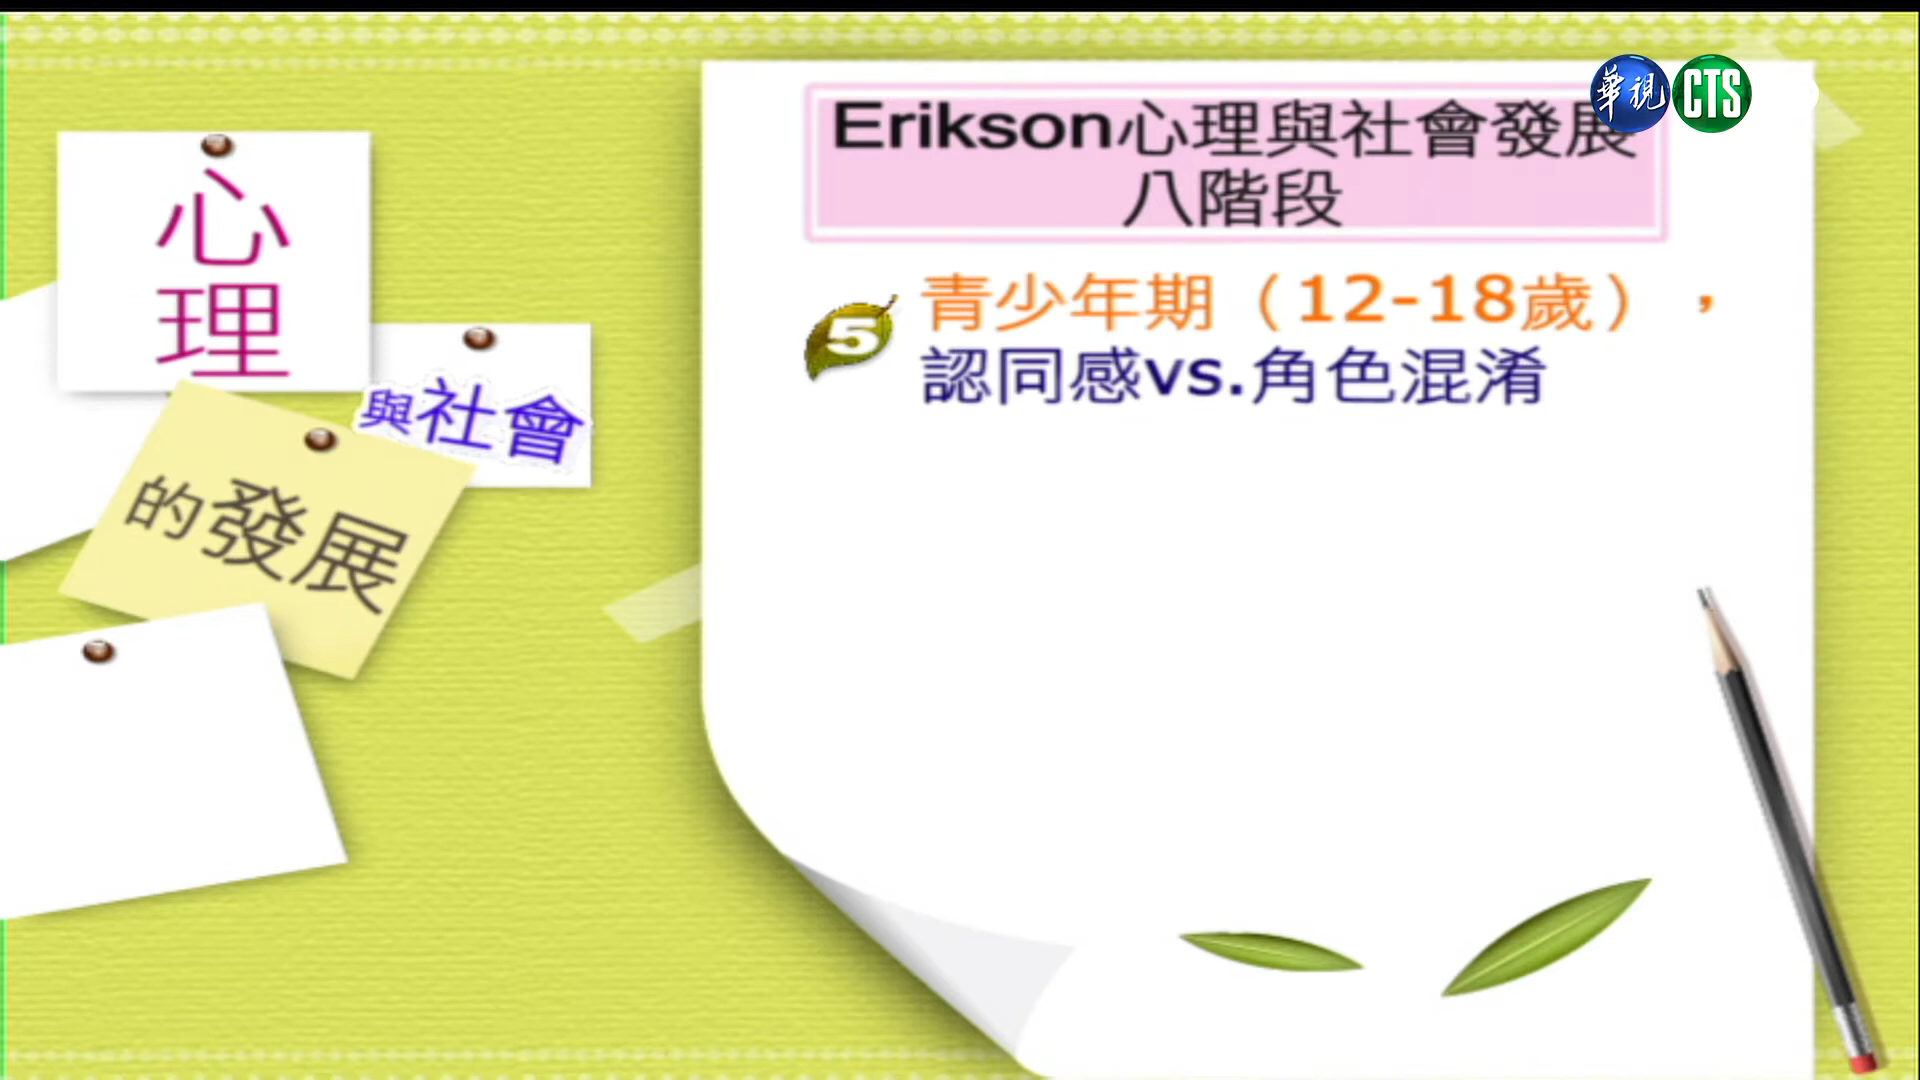 華視 CTS
Erikson心理與社會發展
八階段
心
理
與社會
的發展
5 青少年期（12-18歲），
認同感vs.角色混淆